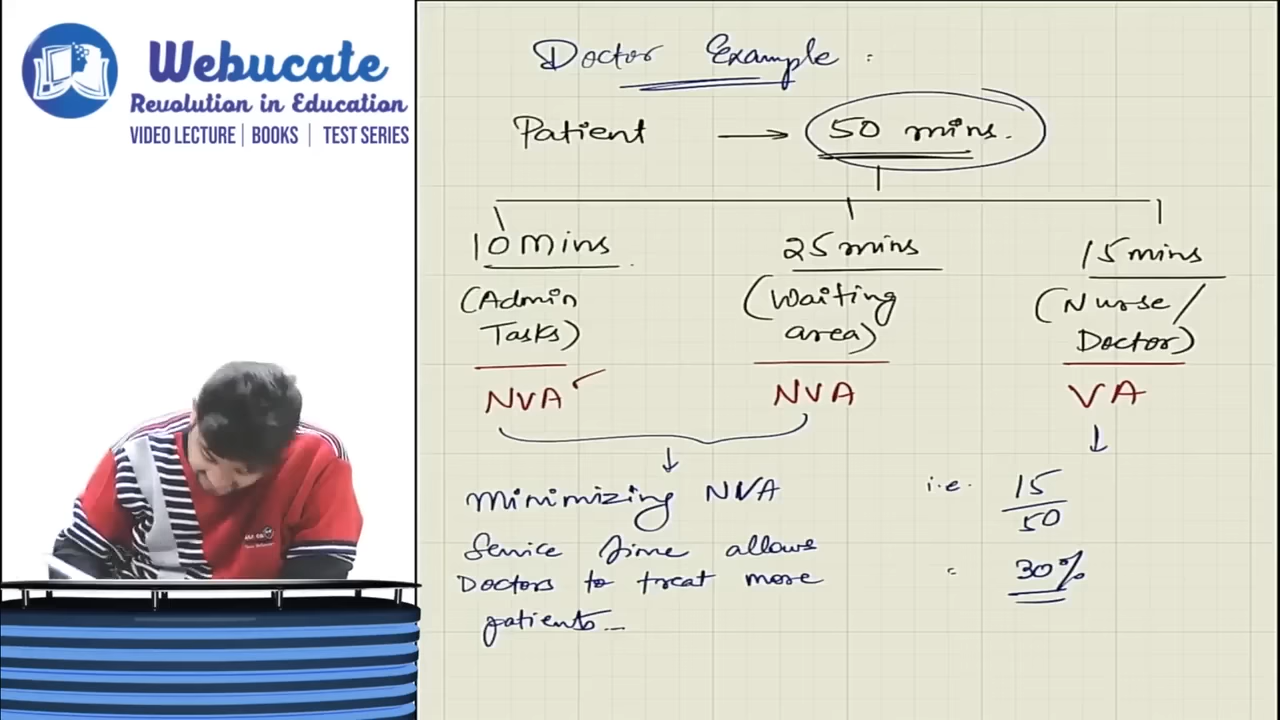 Webucate
Revolution in Education
VIDEO LECTURE | BOOKS | TEST SERIES
Doctor Example :
Patient → 50 mins.
10 Mins 25 mins 15 mins
(Admin Tasks) (Waiting area) (Nurse/ Doctor)
NVA ✓ NVA VA
Minimizing NVA
Service time allows
Doctors to treat more
patients...
i.e. 15/50
= 30%